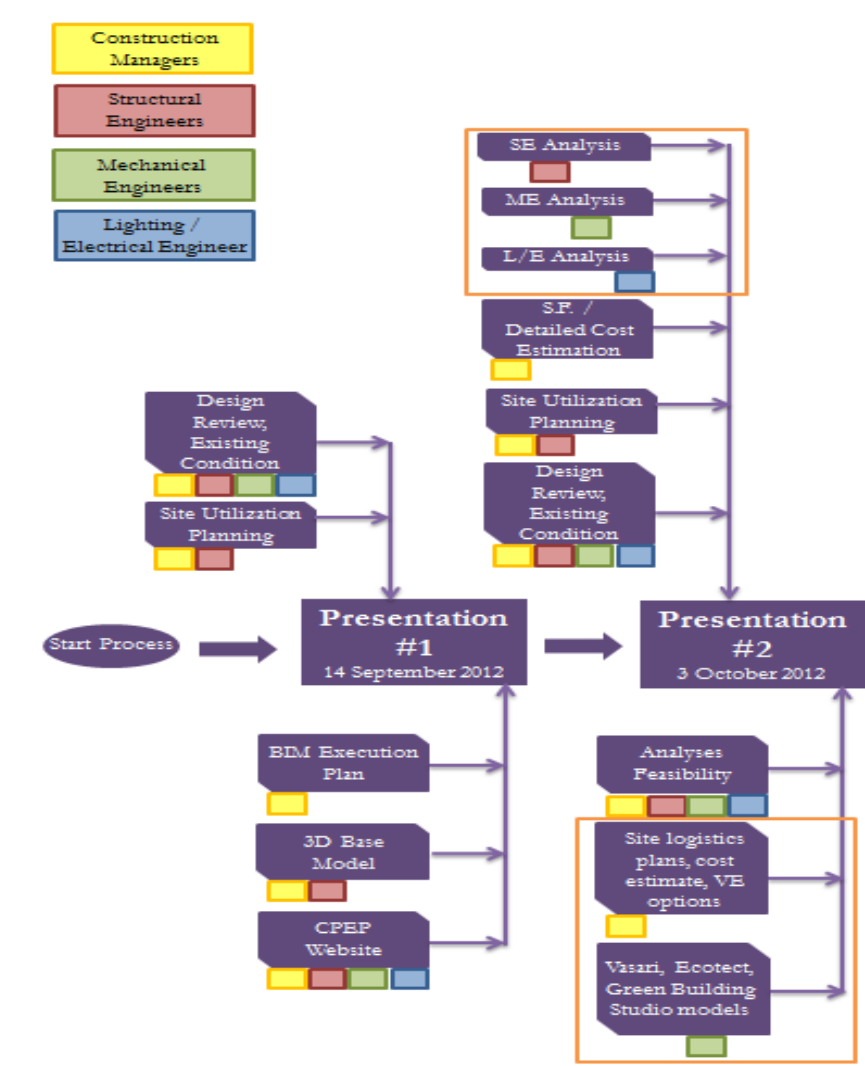 Construction
Managers
Structural
Engineers
Mechanical
Engineers
Lighting /
Electrical Engineer
SE Analysis
ME Analysis
L/E Analysis
S.F. /
Detailed Cost
Estimation
Site Utilization
Planning
Design
Review,
Existing
Condition
Design
Review,
Existing
Condition
Site Utilization
Planning
Start Process
Presentation
#1
14 September 2012
Presentation
#2
3 October 2012
BIM Execution
Plan
3D Base
Model
CPEP
Website
Analyses
Feasibility
Site logistics
plans, cost
estimate, VE
options
Vasari, Ecotect,
Green Building
Studio models